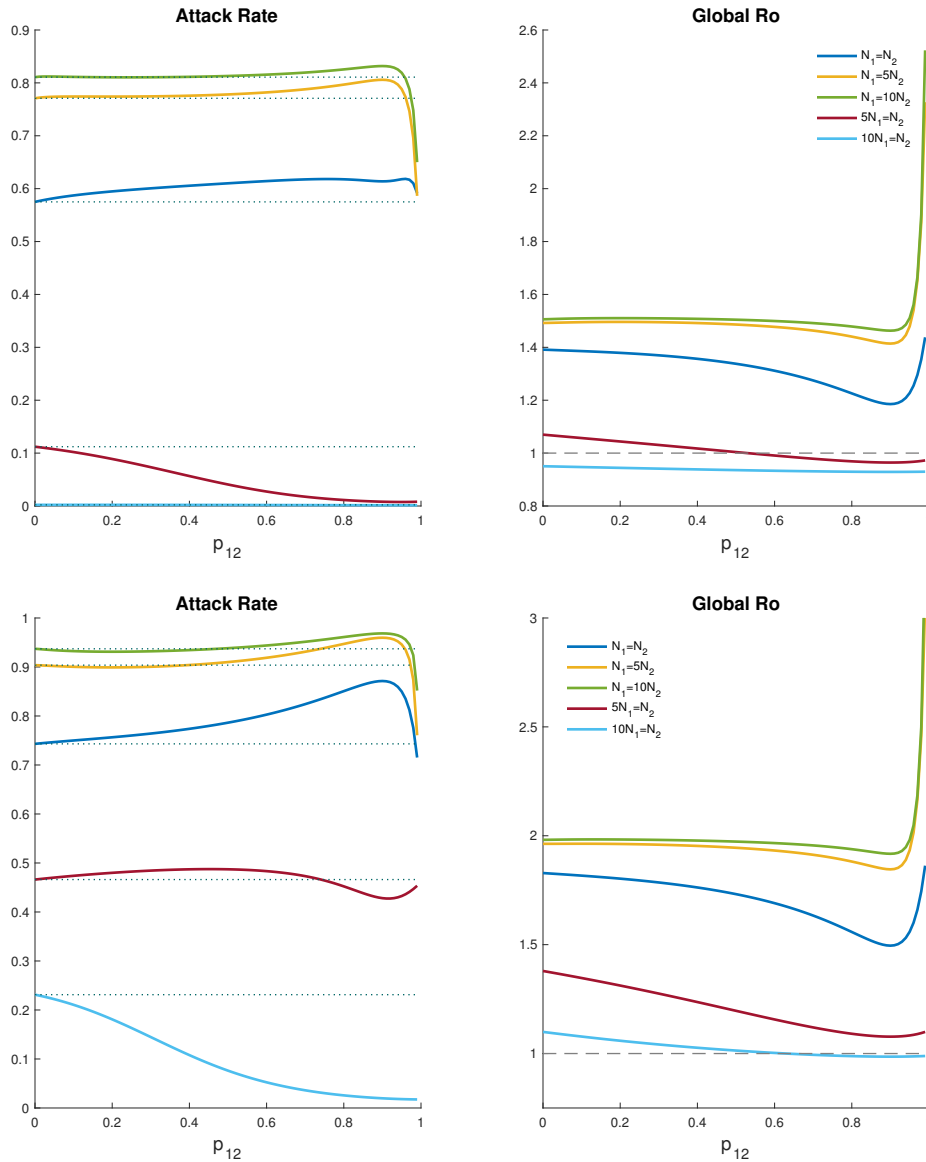 Attack Rate
0.9
0.8
0.7
0.6
0.5
0.4
0.3
0.2
0.1
0
0 0.2 0.4 0.6 0.8 1
p12
Global Ro
2.6
2.4
2.2
2
1.8
1.6
1.4
1.2
1
0.8
0 0.2 0.4 0.6 0.8
p12
N1=N2
N1=5N2
N1=10N2
5N1=N2
10N1=N2
Attack Rate
1
0.9
0.8
0.7
0.6
0.5
0.4
0.3
0.2
0.1
0
0 0.2 0.4 0.6 0.8 1
p12
Global Ro
3
2.5
2
1.5
1
0 0.2 0.4 0.6 0.8
p12
N1=N2
N1=5N2
N1=10N2
5N1=N2
10N1=N2